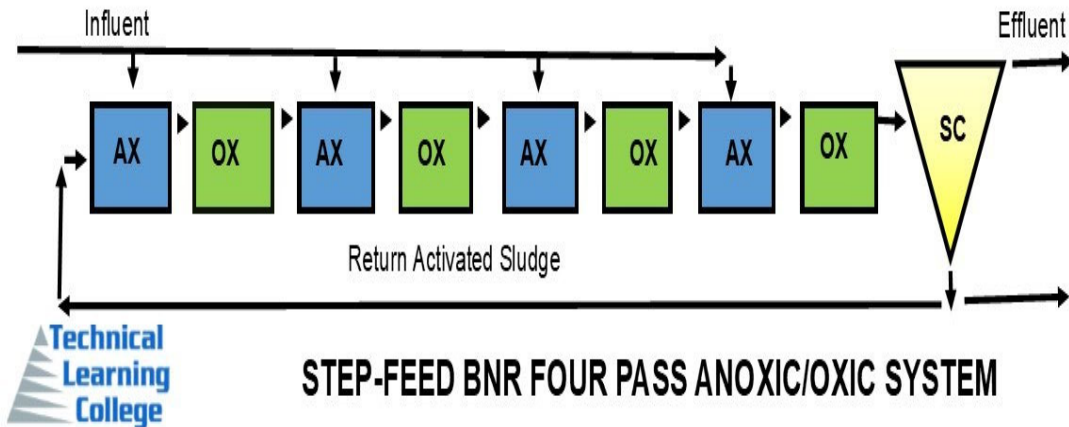 Influent
Effluent
AX
OX
AX
OX
AX
OX
AX
OX
SC
Return Activated Sludge
Technical
Learning
College
STEP-FEED BNR FOUR PASS ANOXIC/OXIC SYSTEM